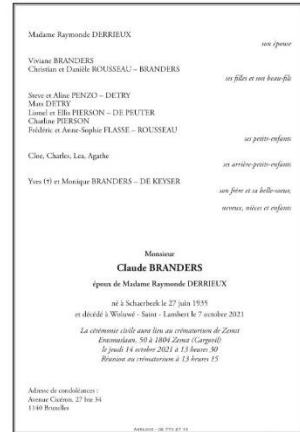 Madame Raymonde DERRIEUX
son épouse
Viviane BRANDERS
Christian et Danièle ROUSSEAU – BRANDERS
ses filles et son beau-fils
Steve et Aline PENZO – DETRY
Marc DETRY
Lionel et Ellis PIERSON – DE PEUTER
Charline PIERSON
Frédéric et Anne-Sophie FLASSE – ROUSSEAU
ses petits-enfants
Cloe, Charles, Lea, Agathe
ses arrière-petits-enfants
Yves (†) et Monique BRANDERS – DE KEYSER
son frère et sa belle-soeur,
neveux, nièces et enfants
Monsieur
Claude BRANDERS
époux de Madame Raymonde DERRIEUX
né à Schaerbeek le 27 juin 1935
et décédé à Woluwé - Saint - Lambert le 7 octobre 2021
La cérémonie civile aura lieu au crématorium de Zemst
50 à 1804 Zemst (Cargovil)
le jeudi 14 octobre 2021 à 13 heures 30
Réunion au crématorium à 13 heures 15
Adresse de condoléances :
Avenue Cicéron, 27 bte 34
1140 Bruxelles